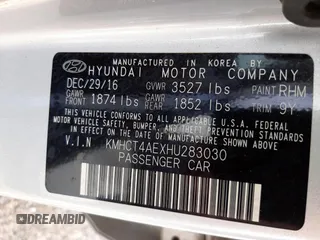 MANUFACTURED IN KOREA BY
HYUNDAI MOTOR COMPANY
DEC/29/16 GVWR 3527 lbs PAINT RHM
GAWR FRONT 1874 lbs GAWR REAR 1852 lbs TRIM 9Y
THIS VEHICLE CONFORMS TO ALL APPLICABLE U.S.A FEDERAL
MOTOR VEHICLE SAFETY, BUMPER, AND THEFT PREVENTION
STANDARDS IN EFFECT ON THE DATE OF MANUFACTURE SHOWN
ABOVE.
V.I.N KMHCT4AEXHU283030
PASSENGER CAR
DREAMBID